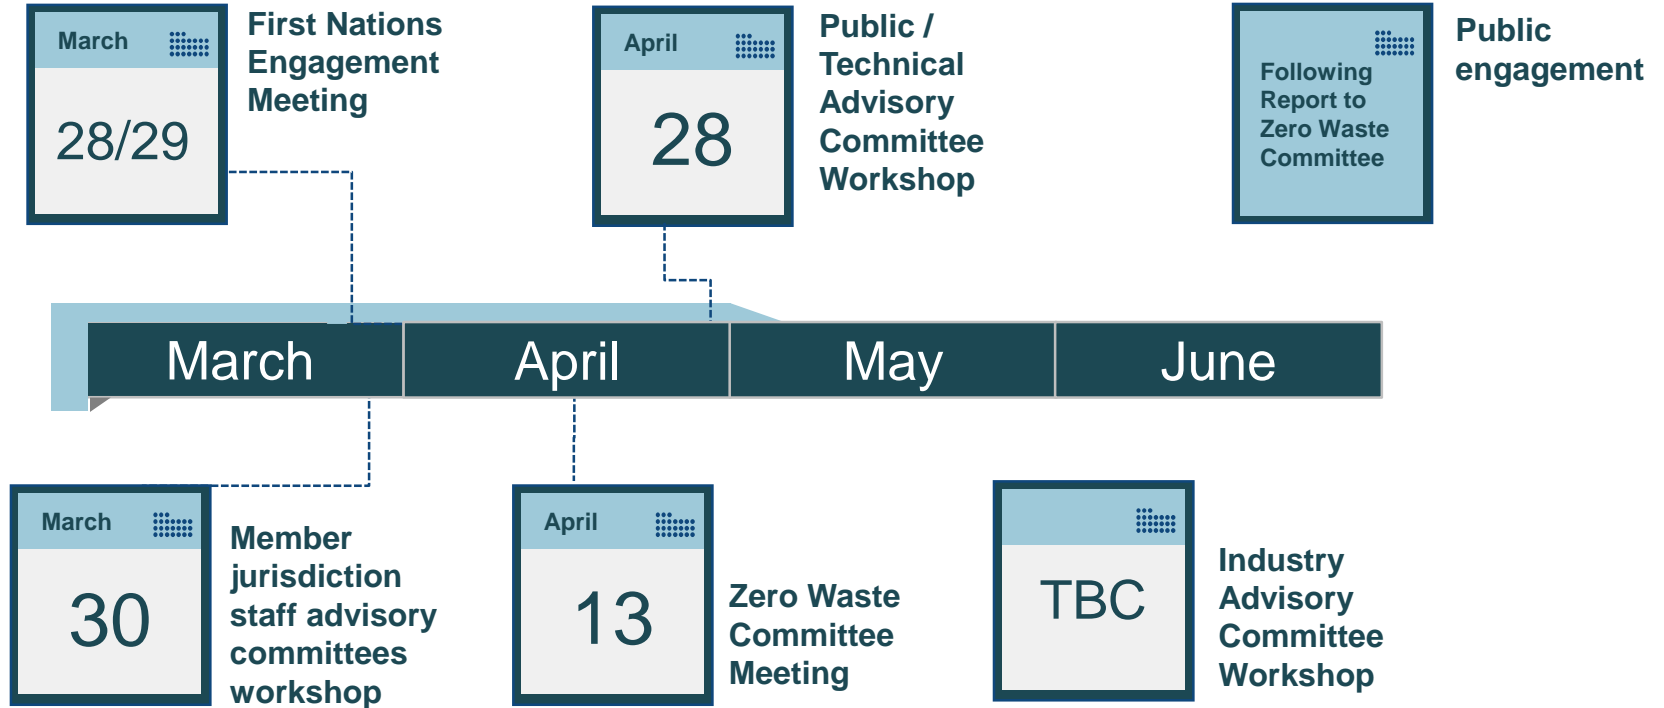 March
28/29
First Nations
Engagement
Meeting
April
28
Public /
Technical
Advisory
Committee
Workshop
Following
Report to
Zero Waste
Committee
Public
engagement
March
April
May
June
March
30
Member
jurisdiction
staff advisory
committees
workshop
April
13
Zero Waste
Committee
Meeting
TBC
Industry
Advisory
Committee
Workshop